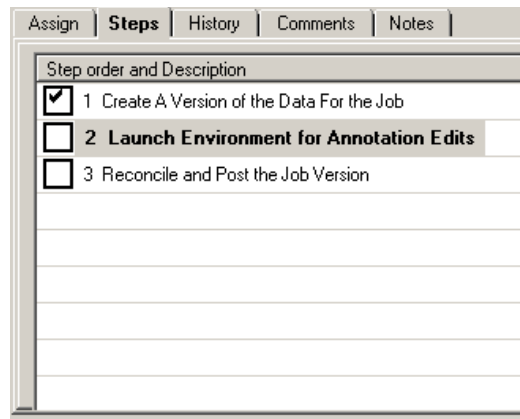 Assign Steps History Comments Notes
Step order and Description
1 Create A Version of the Data For the Job
2 Launch Environment for Annotation Edits
3 Reconcile and Post the Job Version